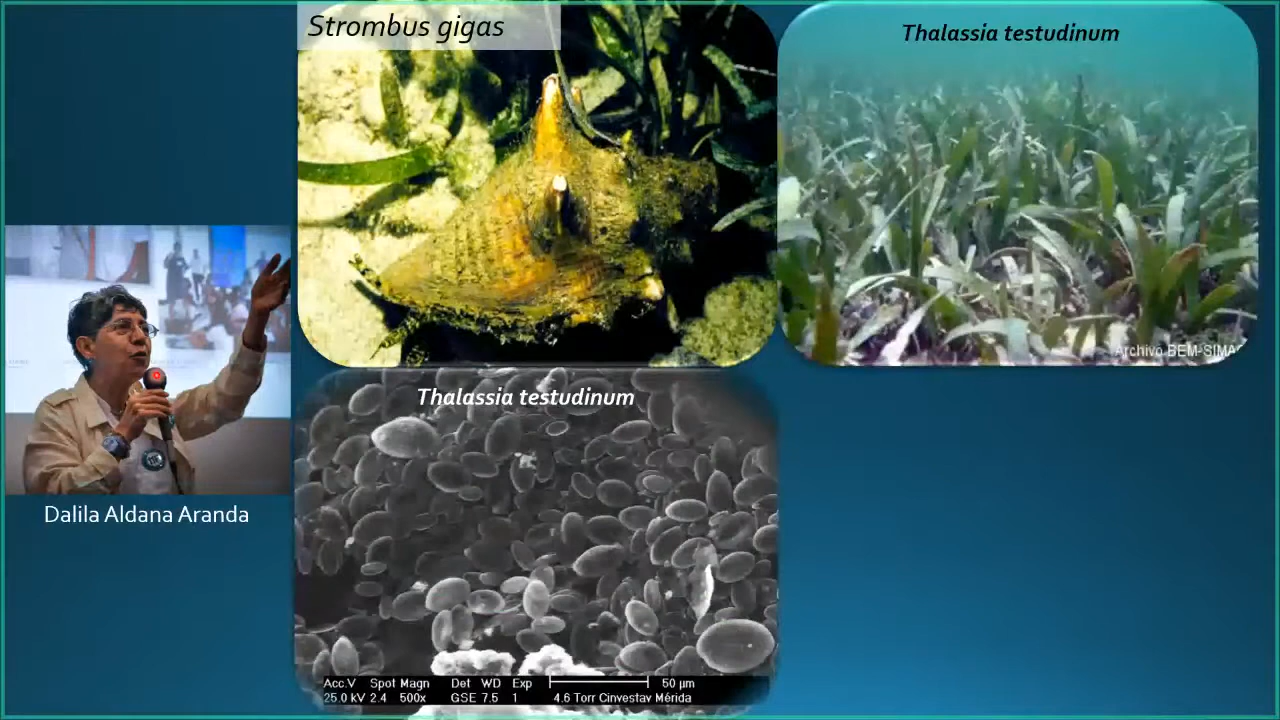 Strombus gigas
Thalassia testudinum
Archivo BEM-SIMAR
Thalassia testudinum
Dalila Aldana Aranda
Acc.V Spot Magn Det WD Exp 50 µm
25.0 kV 2.4 500x GSE 7.5 1 4.6 Torr Cinvestav Mérida